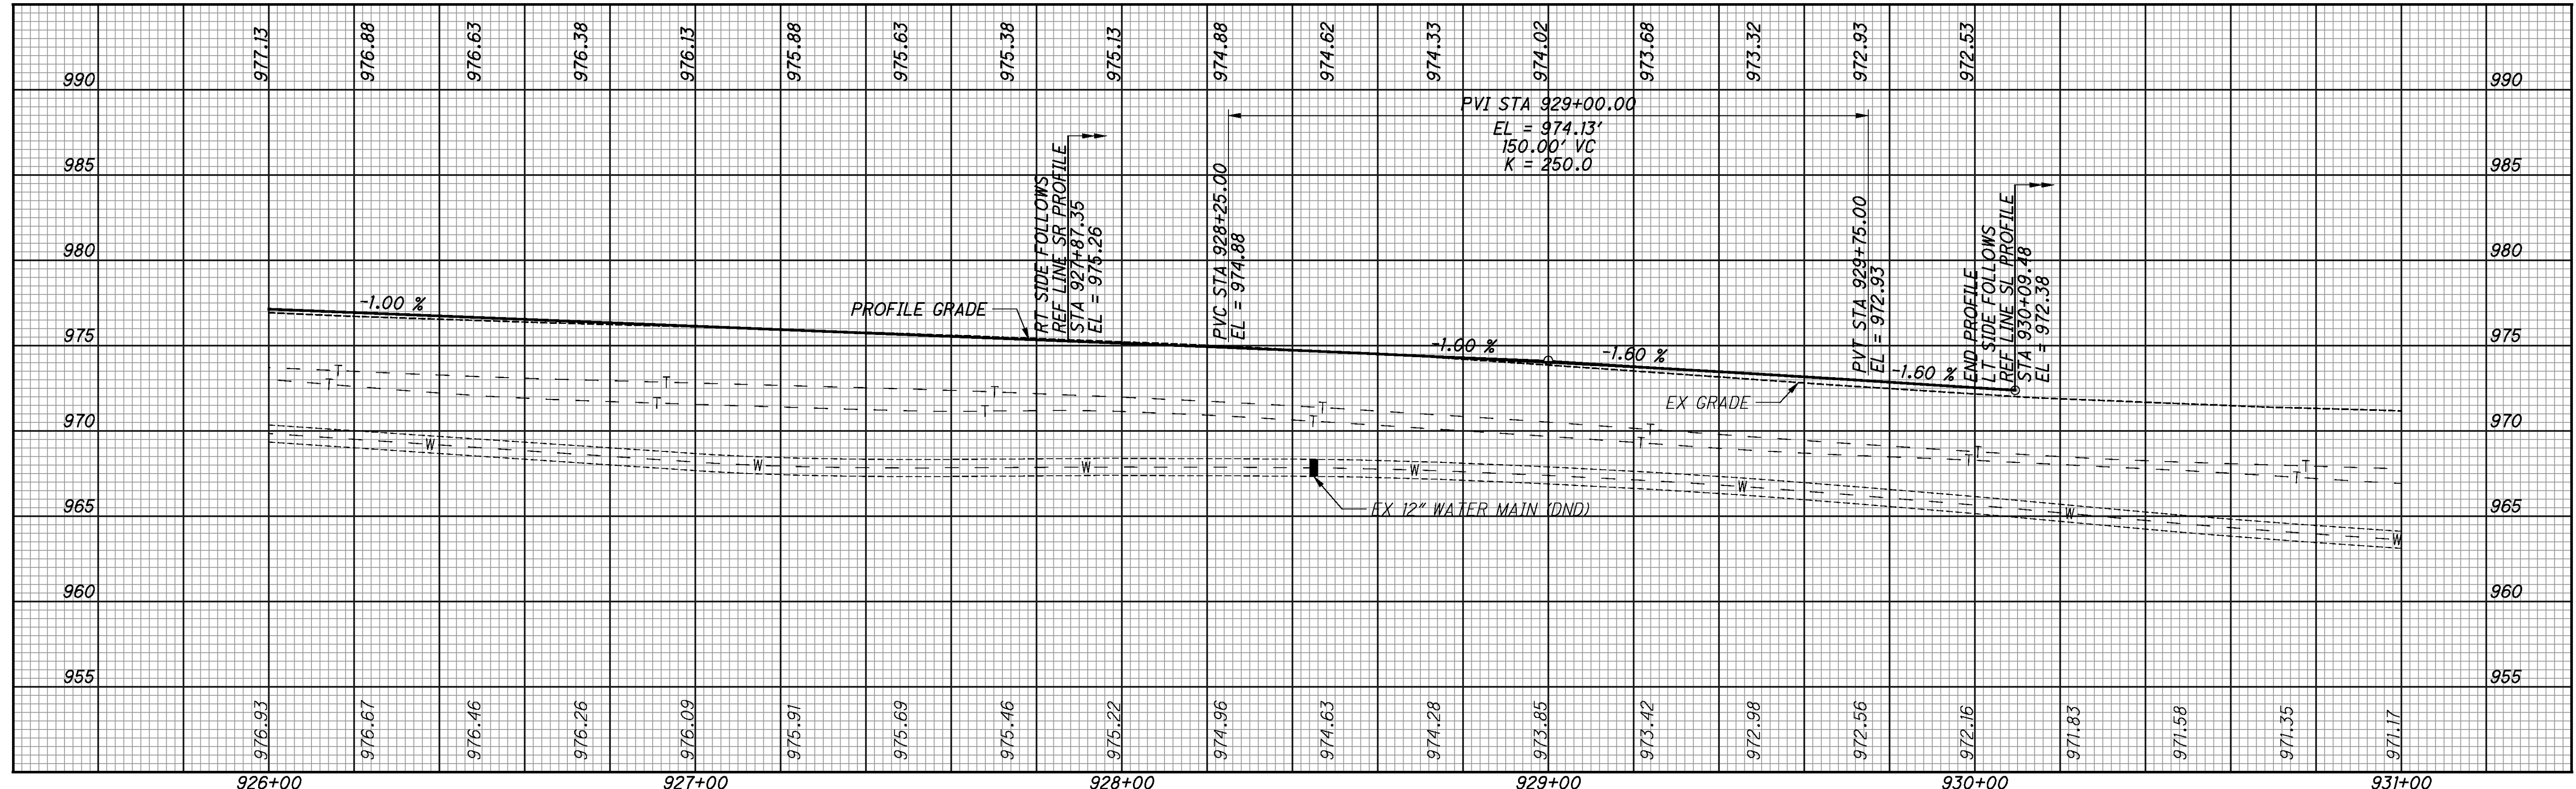 977.13 976.88 976.63 976.38 976.13 975.88 975.63 975.38 975.13 974.88 974.62 974.33 974.02 973.68 973.32 972.93 972.53
990 990
PVI STA 929+00.00
EL = 974.13'
150.00' VC
K = 250.0
985 985
RT SIDE FOLLOWS
REF LINE SR PROFILE
STA 927+87.35
EL = 975.26
PVC STA 928+25.00
EL = 974.88
PVT STA 929+75.00
EL = 972.93
END PROFILE
LT SIDE FOLLOWS
REF LINE SL PROFILE
STA 930+09.48
EL = 972.38
980 980
-1.00 %
PROFILE GRADE
975 975
-1.00 %
-1.60 %
-1.60 %
EX GRADE
T T T T T T T
T T T T T T T
970 970
W W W W W W W
EX 12" WATER MAIN (DND)
965 965
960 960
955 955
976.93 976.67 976.46 976.26 976.09 975.91 975.69 975.46 975.22 974.96 974.63 974.28 973.85 973.42 972.98 972.56 972.16 971.83 971.58 971.35 971.17
926+00 927+00 928+00 929+00 930+00 931+00